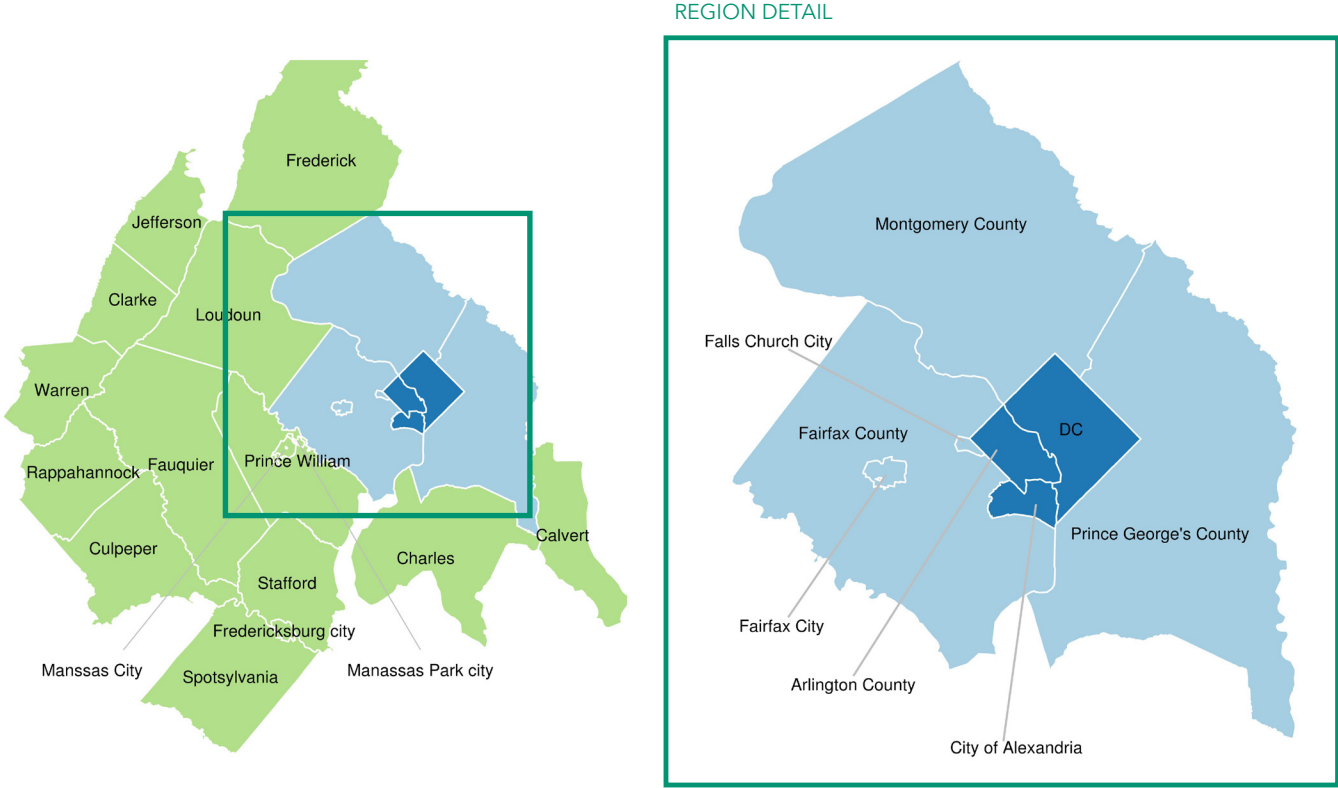 REGION DETAIL
Frederick
Jefferson
Clarke
Loudoun
Warren
Rappahannock
Fauquier
Prince William
Culpeper
Stafford
Charles
Calvert
Fredericksburg city
Manssas City
Manassas Park city
Spotsylvania
Montgomery County
Falls Church City
Fairfax County
DC
Prince George's County
Fairfax City
Arlington County
City of Alexandria